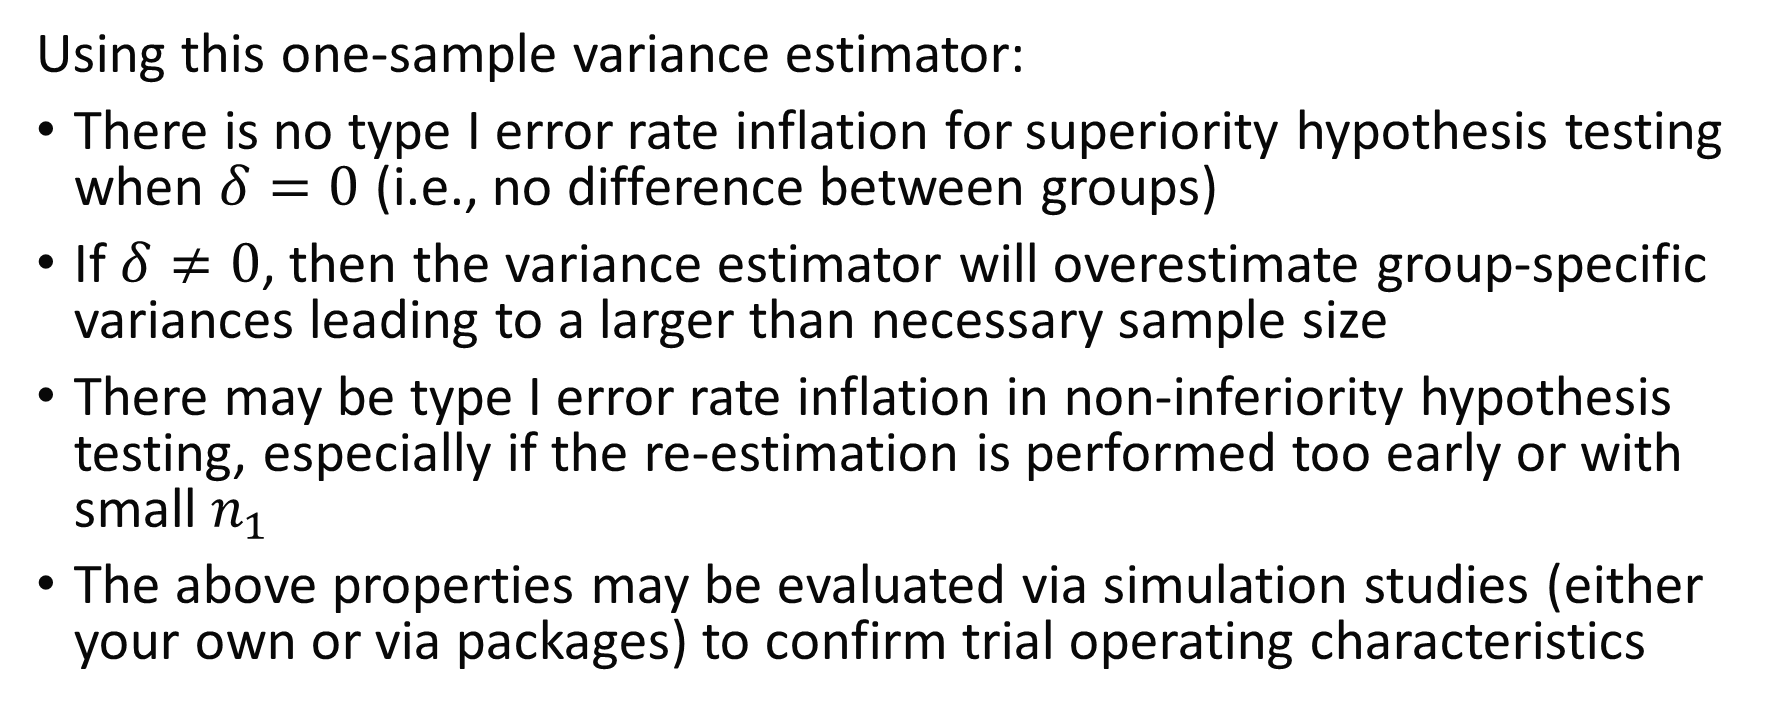 Using this one-sample variance estimator:
• There is no type I error rate inflation for superiority hypothesis testing
when 𝛿 = 0 (i.e., no difference between groups)
• If 𝛿 ≠ 0, then the variance estimator will overestimate group-specific
variances leading to a larger than necessary sample size
• There may be type I error rate inflation in non-inferiority hypothesis
testing, especially if the re-estimation is performed too early or with
small 𝑛₁
• The above properties may be evaluated via simulation studies (either
your own or via packages) to confirm trial operating characteristics